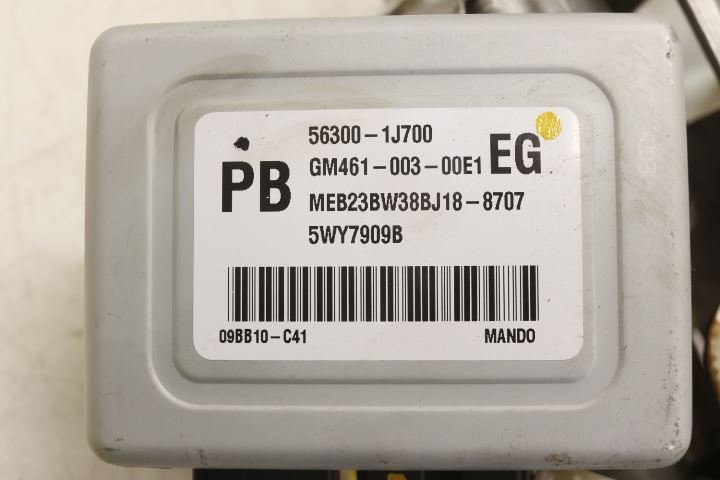 56300-1J700
PB GM461-003-00E1 EG
MEB23BW38BJ18-8707
5WY7909B
09BB10-C41 MANDO